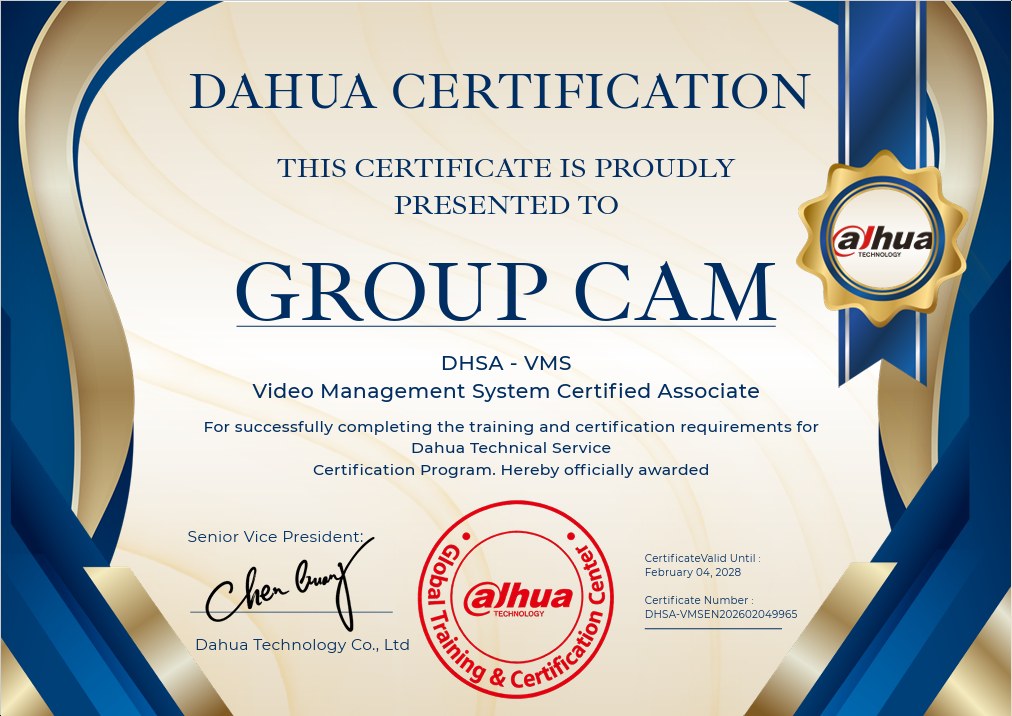 DAHUA CERTIFICATION
THIS CERTIFICATE IS PROUDLY
PRESENTED TO
alhua
TECHNOLOGY
GROUP CAM
DHSA - VMS
Video Management System Certified Associate
For successfully completing the training and certification requirements for
Dahua Technical Service
Certification Program. Hereby officially awarded
Senior Vice President:
Chen Guang
Dahua Technology Co., Ltd
Global Training & Certification Center
alhua
TECHNOLOGY
CertificateValid Until :
February 04, 2028
Certificate Number :
DHSA-VMSEN202602049965